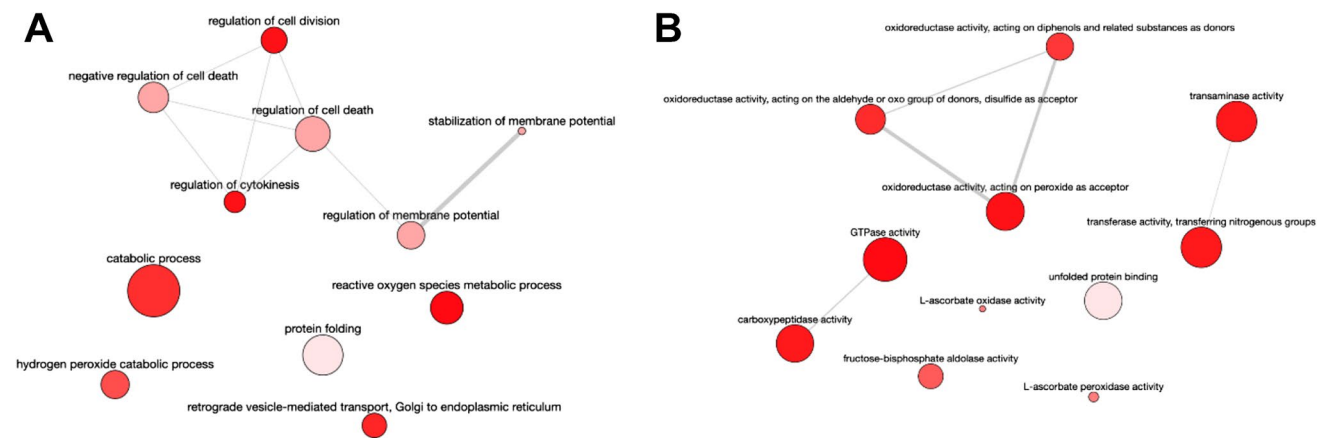 A
regulation of cell division
negative regulation of cell death
regulation of cell death
stabilization of membrane potential
regulation of cytokinesis
regulation of membrane potential
catabolic process
reactive oxygen species metabolic process
protein folding
hydrogen peroxide catabolic process
retrograde vesicle-mediated transport, Golgi to endoplasmic reticulum
B
oxidoreductase activity, acting on diphenols and related substances as donors
oxidoreductase activity, acting on the aldehyde or oxo group of donors, disulfide as acceptor
transaminase activity
oxidoreductase activity, acting on peroxide as acceptor
transferase activity, transferring nitrogenous groups
GTPase activity
unfolded protein binding
L-ascorbate oxidase activity
carboxypeptidase activity
fructose-bisphosphate aldolase activity
L-ascorbate peroxidase activity